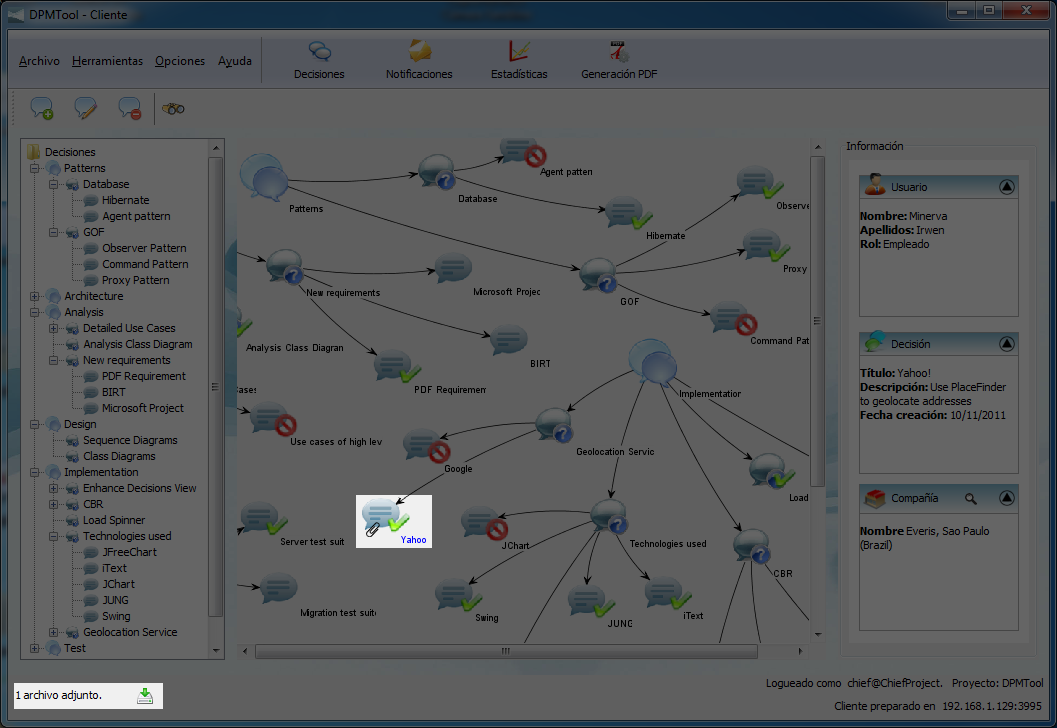 DPMTool - Cliente
Archivo Herramientas Opciones Ayuda
Decisiones Notificaciones Estadísticas Generación PDF
Decisiones
Patterns
Database
Hibernate
Agent pattern
GOF
Observer Pattern
Command Pattern
Proxy Pattern
Architecture
Analysis
Detailed Use Cases
Analysis Class Diagram
New requirements
PDF Requirement
BIRT
Microsoft Project
Design
Sequence Diagrams
Class Diagrams
Implementation
Enhance Decisions View
CBR
Load Spinner
Technologies used
JFreeChart
iText
JChart
JUNG
Swing
Geolocation Service
Test
Agent patten
Database
Patterns
Observe
Hibernate
Proxy
New requirements
Microsoft Projec
GOF
Command Pat
Analysis Class Diagran
BIRT
PDF Requiremen
Implementation
Cases
Use cases of high lev
Geolocation Servic
Google
Load
Yahoo
Server test suit
JChart
Technologies used
CBR
Migration test suite
Swing
JUNG
iText
Información
Usuario
Nombre: Minerva
Apellidos: Irwen
Rol: Empleado
Decisión
Título: Yahoo!
Descripción: Use PlaceFinder
to geolocate addresses
Fecha creación: 10/11/2011
Compañía
Nombre Everis, Sao Paulo
(Brazil)
1 archivo adjunto.
Logueado como chief@ChiefProject. Proyecto: DPMTool
Cliente preparado en 192.168.1.129:3995